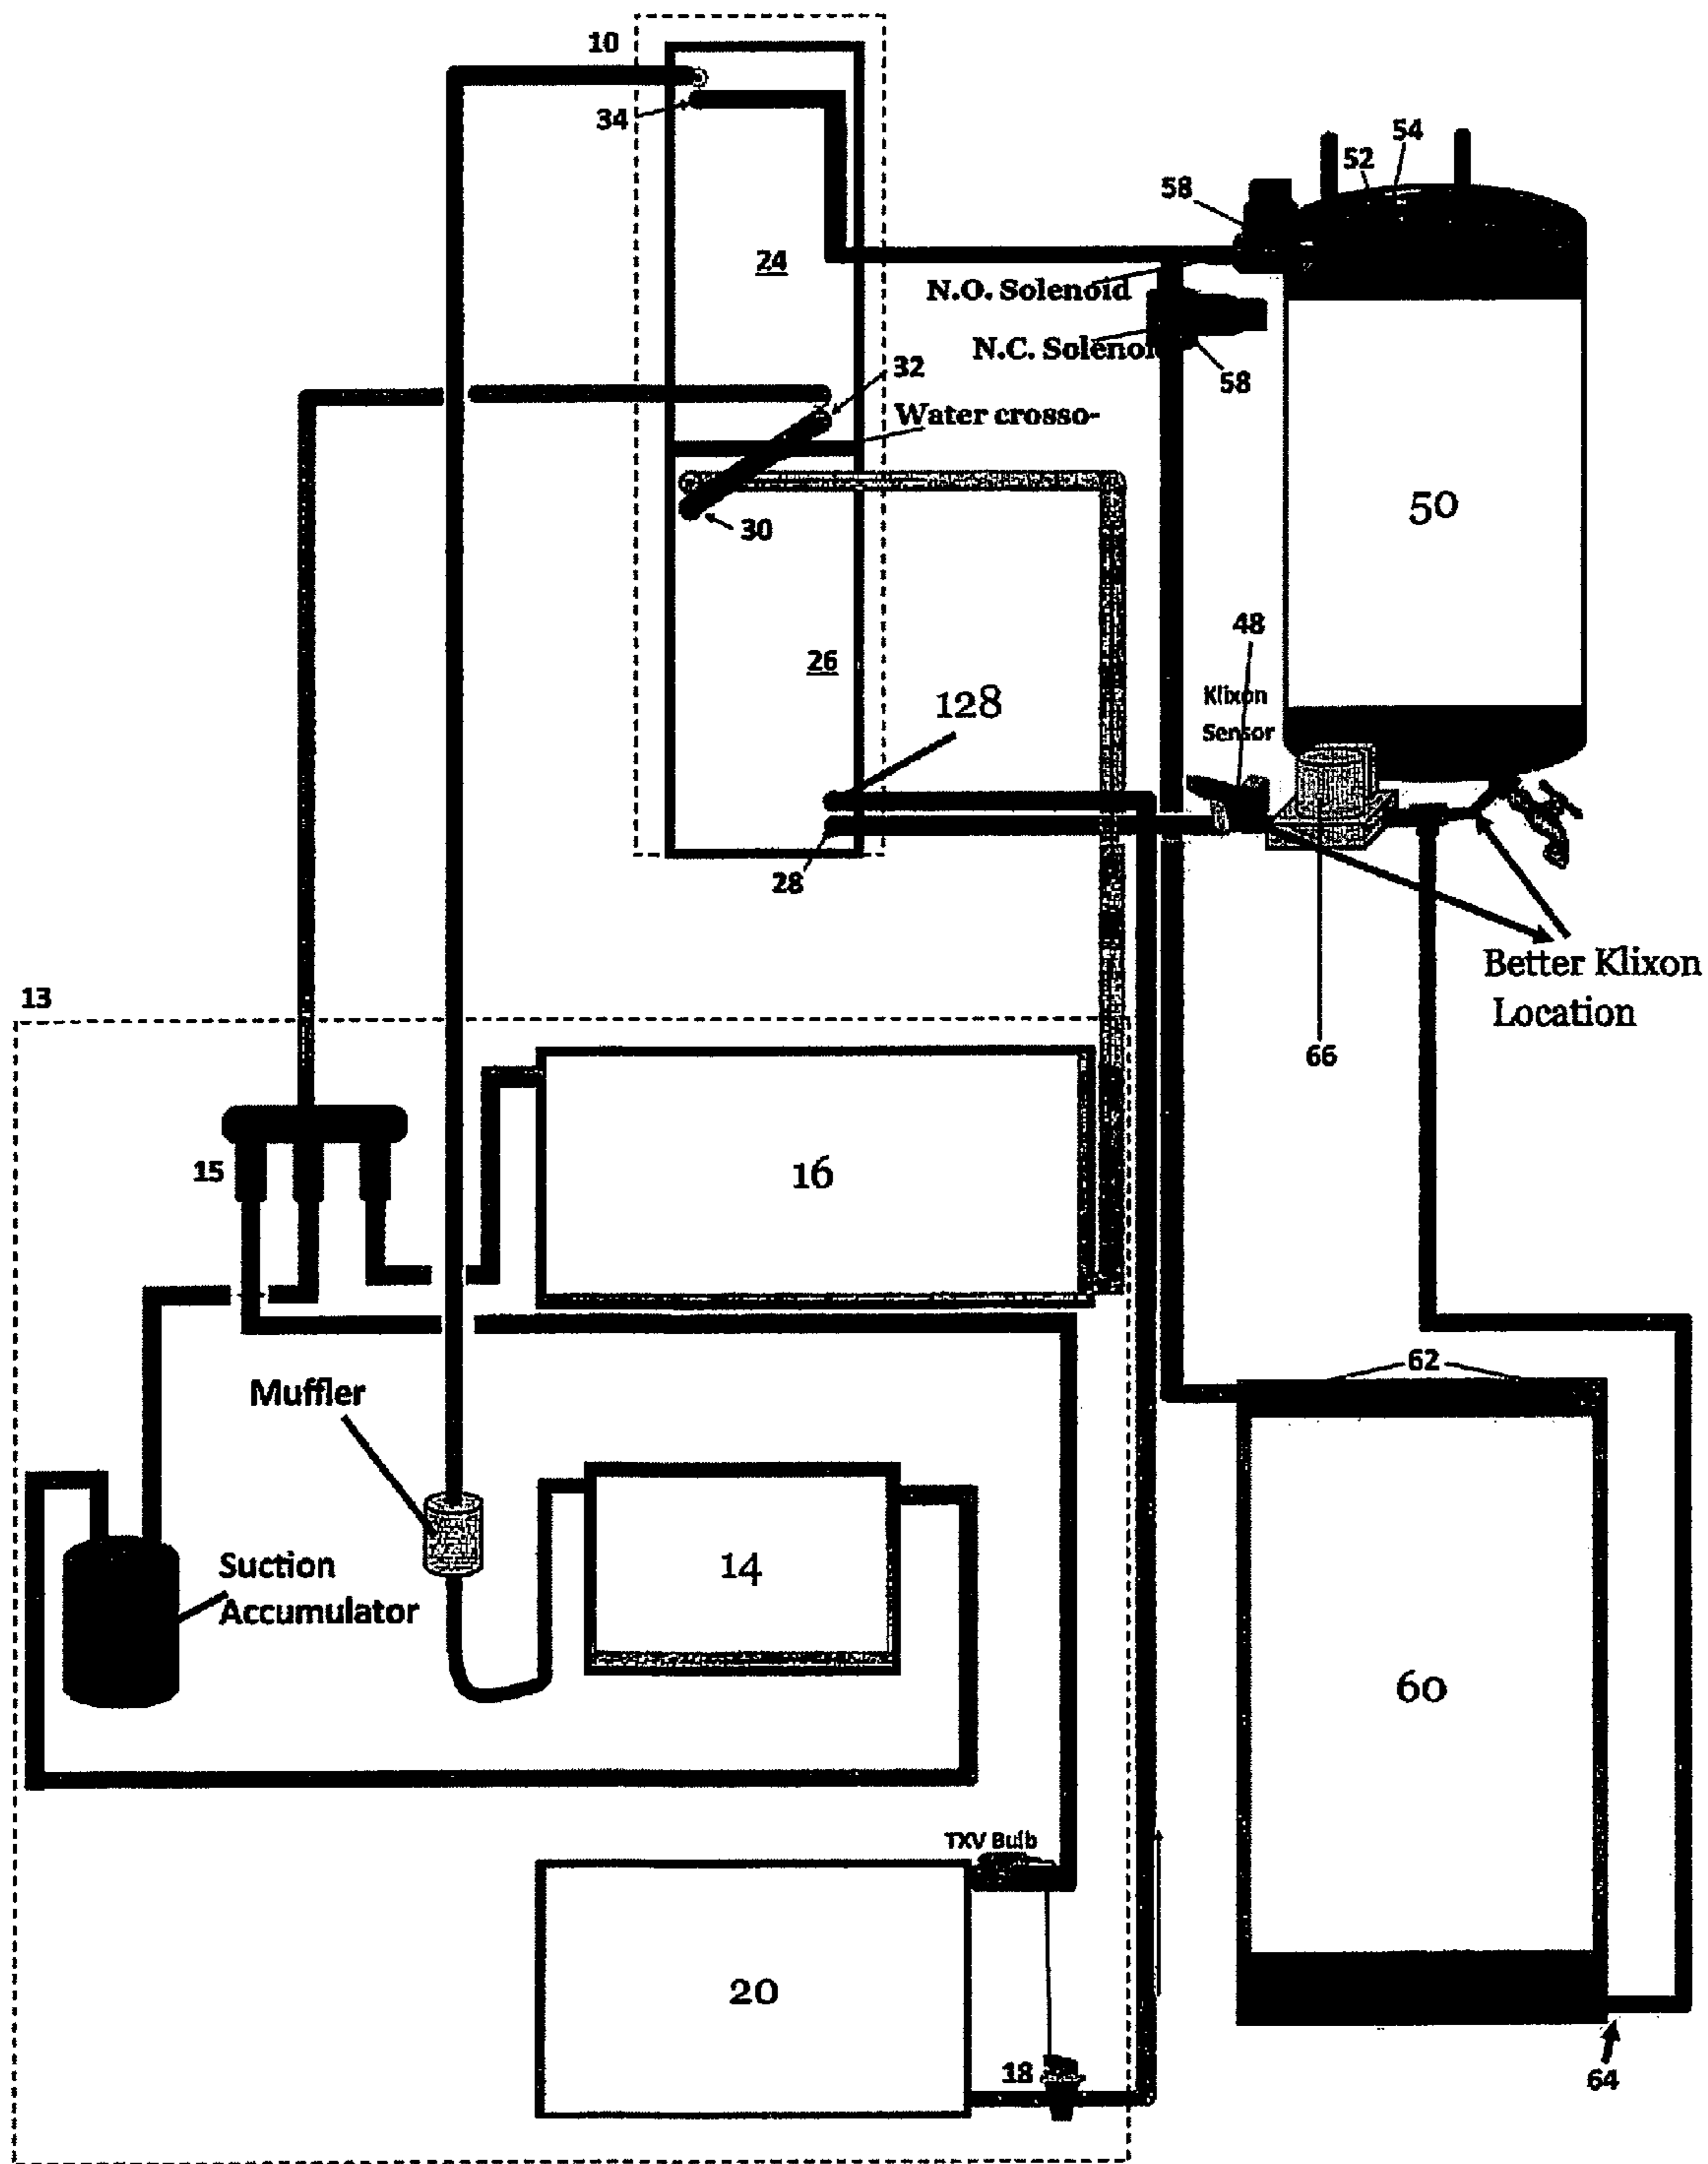 10
34
54
52
58
24
N.O. Solenoid
N.C. Solenoi
32
58
Water crosso-
50
30
48
26
Klixon
128
Sensor
28
Better Klixon
Location
13
66
16
15
62
Muffler
14
Suction
Accumulator
60
TXV Bulb
20
18
64